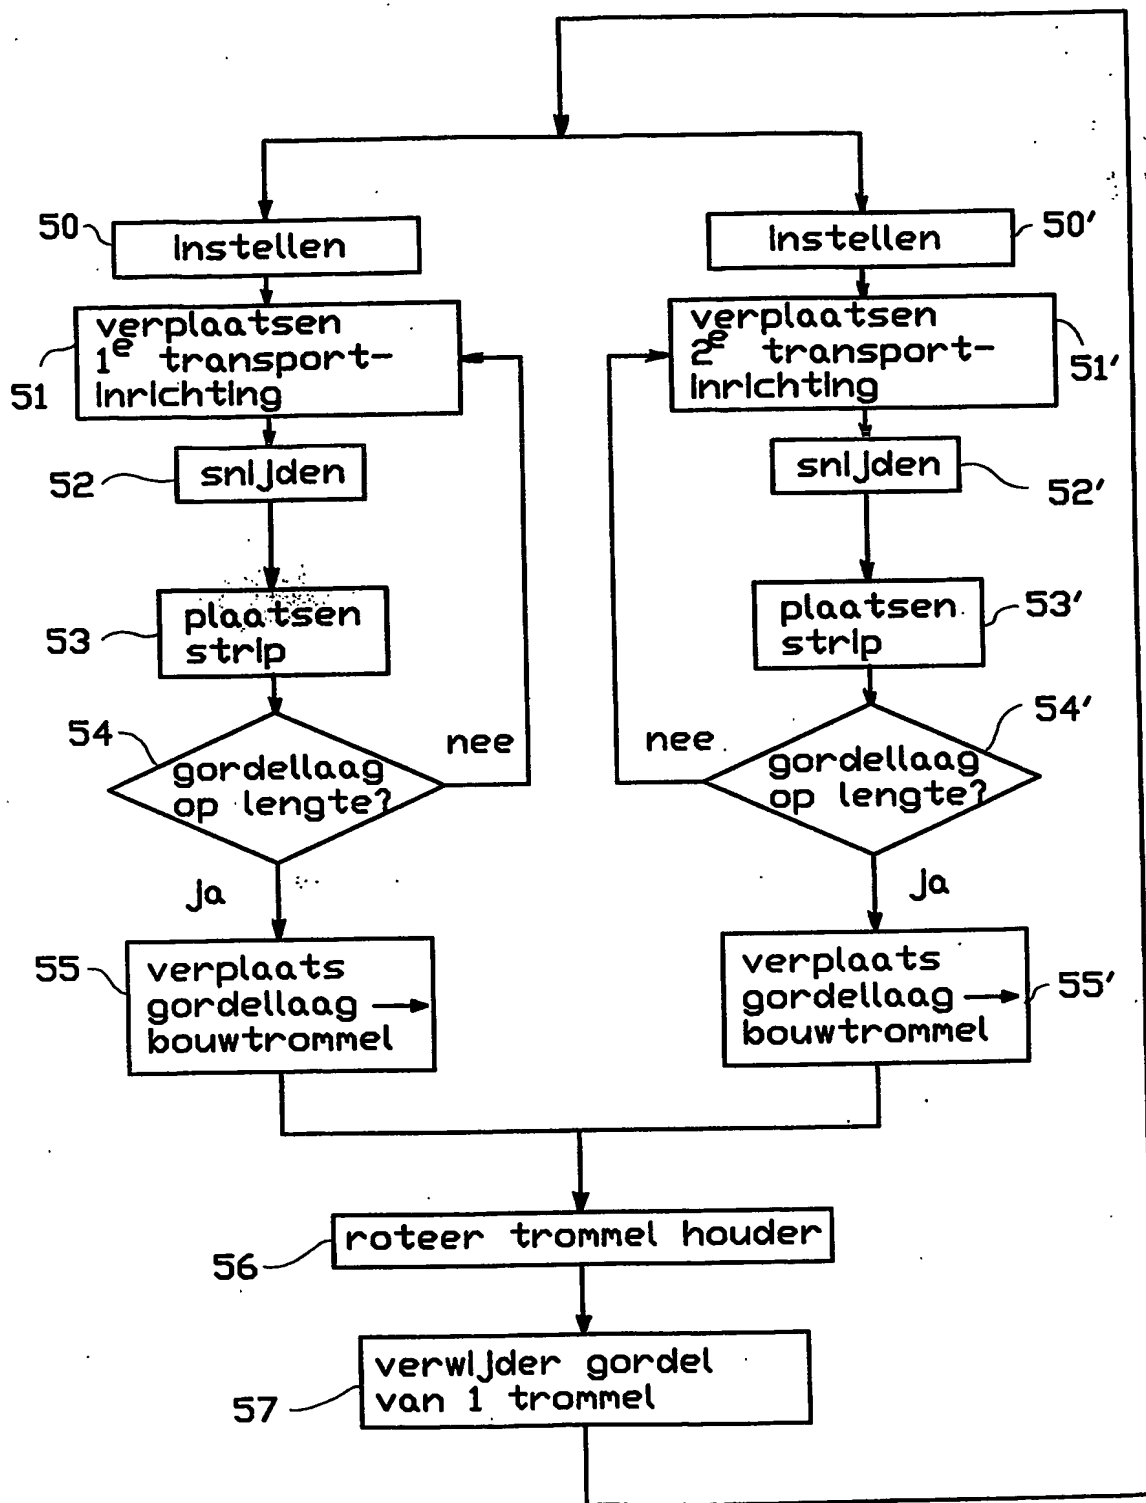 50
instellen
verplaatsen
1e transport-
inrichting
51
52
snijden
53
plaatsen
strip
54
gordellaag
op lengte?
nee
ja
55
verplaats
gordellaag →
bouwtrommel
instellen
50'
verplaatsen
2e transport-
inrichting
51'
snijden
52'
plaatsen
strip
53'
54'
nee
gordellaag
op lengte?
ja
verplaats
gordellaag →
bouwtrommel
55'
roteer trommel houder
56
verwijder gordel
van 1 trommel
57